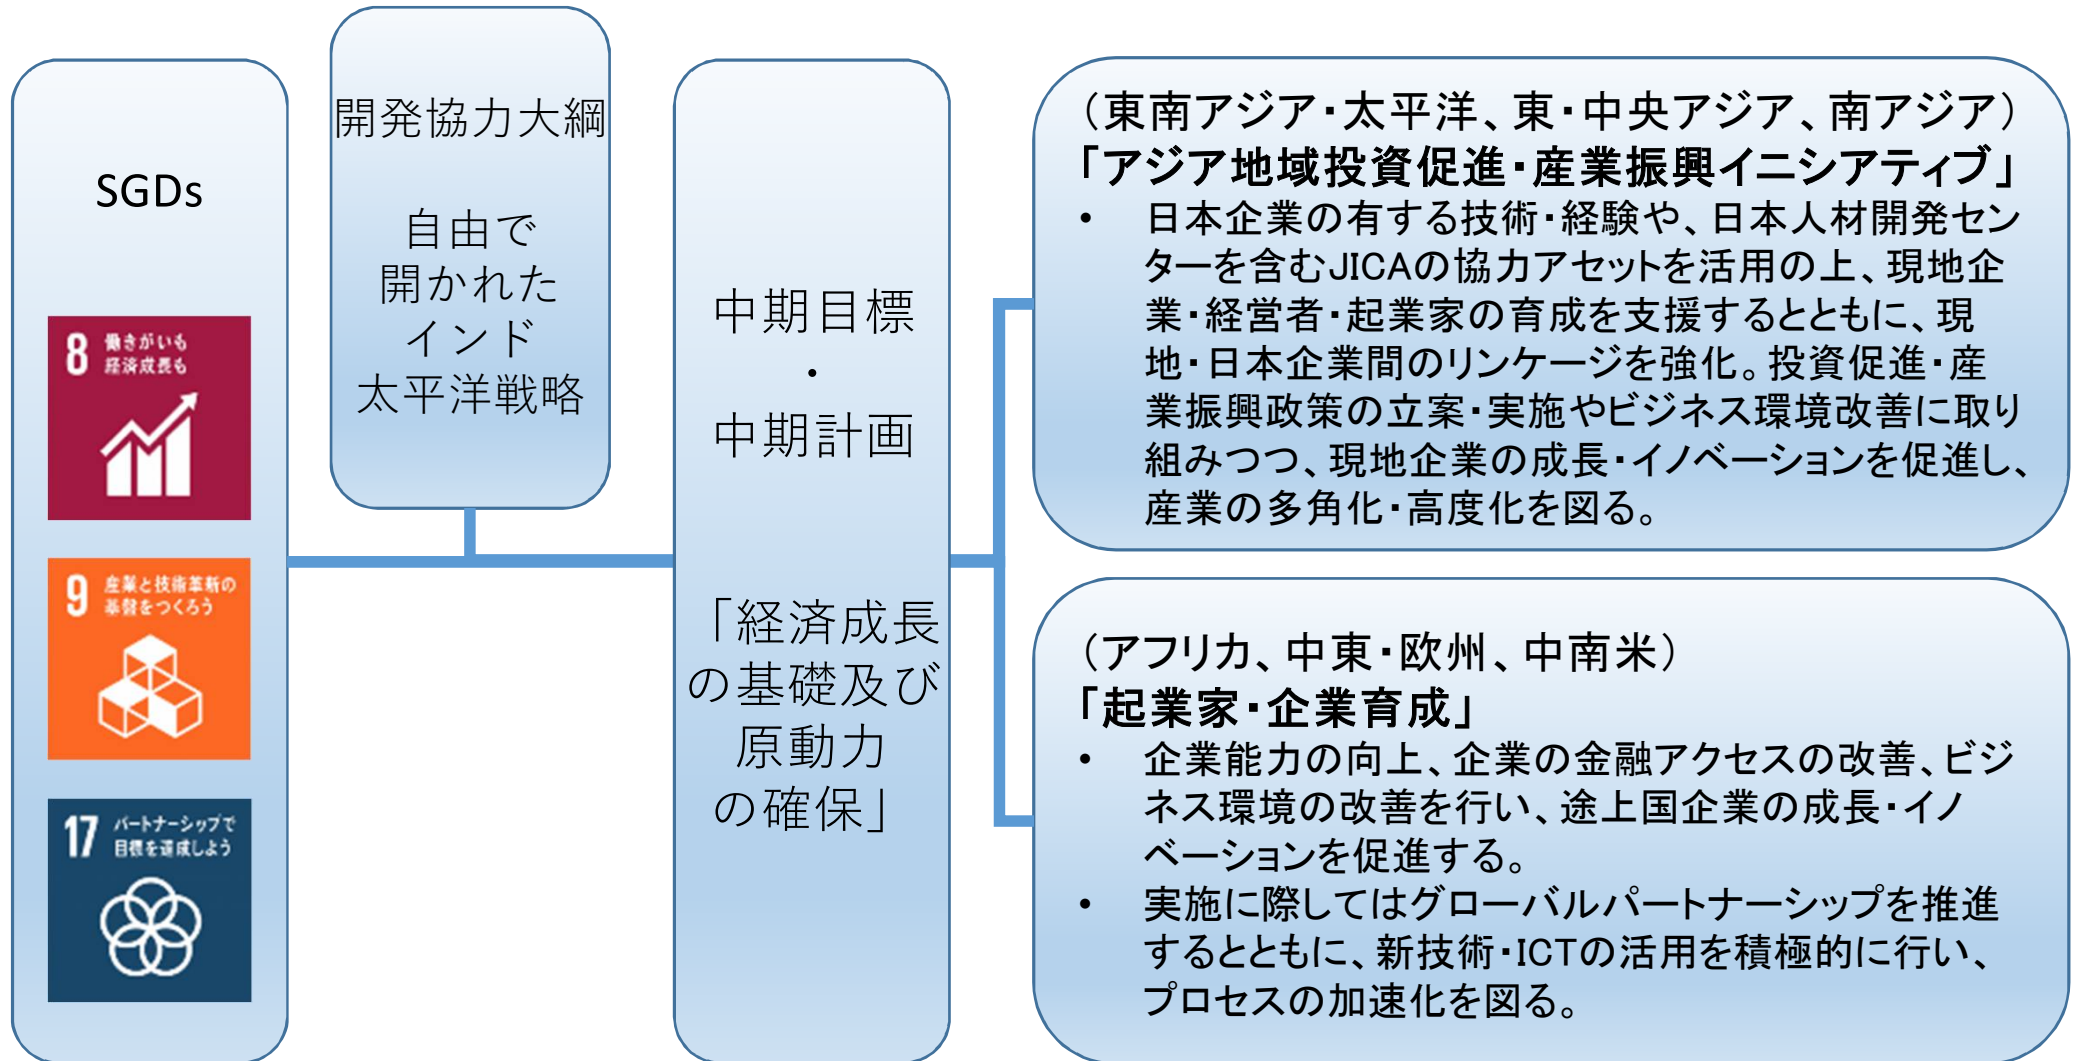 SGDs
8 働きがいも
経済成長も
9 産業と技術革新の
基盤をつくろう
17 パートナーシップで
目標を達成しよう
開発協力大綱
自由で
開かれた
インド
太平洋戦略
中期目標
・
中期計画
「経済成長
の基礎及び
原動力
の確保」
（東南アジア・太平洋、東・中央アジア、南アジア）
「アジア地域投資促進・産業振興イニシアティブ」
• 日本企業の有する技術・経験や、日本人材開発セン
ターを含むJICAの協力アセットを活用の上、現地企
業・経営者・起業家の育成を支援するとともに、現
地・日本企業間のリンケージを強化。投資促進・産
業振興政策の立案・実施やビジネス環境改善に取り
組みつつ、現地企業の成長・イノベーションを促進し、
産業の多角化・高度化を図る。
（アフリカ、中東・欧州、中南米）
「起業家・企業育成」
• 企業能力の向上、企業の金融アクセスの改善、ビジ
ネス環境の改善を行い、途上国企業の成長・イノ
ベーションを促進する。
• 実施に際してはグローバルパートナーシップを推進
するとともに、新技術・ICTの活用を積極的に行い、
プロセスの加速化を図る。